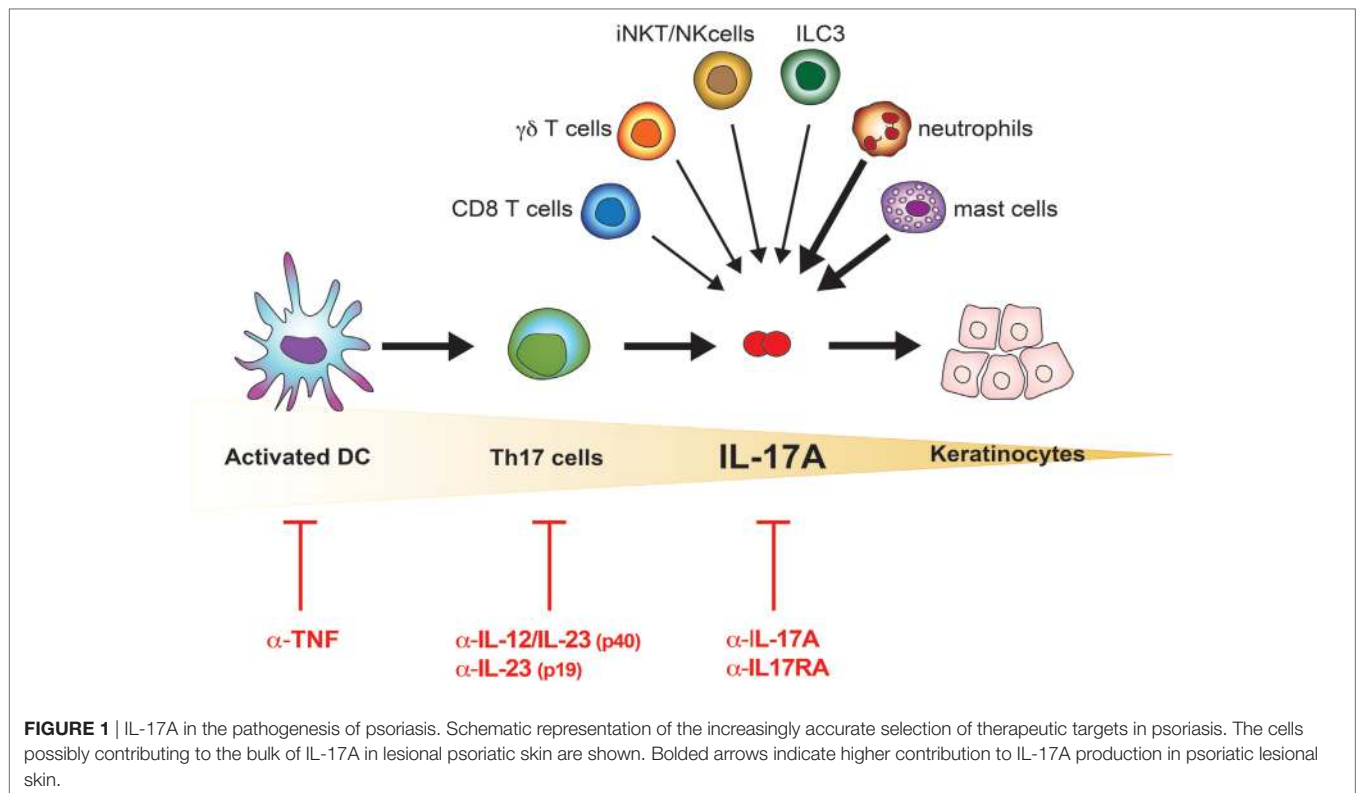 iNKT/NKcells
ILC3
γδ T cells
neutrophils
CD8 T cells
mast cells
Activated DC
Th17 cells
IL-17A
Keratinocytes
α-TNF
α-IL-12/IL-23 (p40)
α-IL-23 (p19)
α-IL-17A
α-IL17RA
FIGURE 1 | IL-17A in the pathogenesis of psoriasis. Schematic representation of the increasingly accurate selection of therapeutic targets in psoriasis. The cells
possibly contributing to the bulk of IL-17A in lesional psoriatic skin are shown. Bolded arrows indicate higher contribution to IL-17A production in psoriatic lesional
skin.